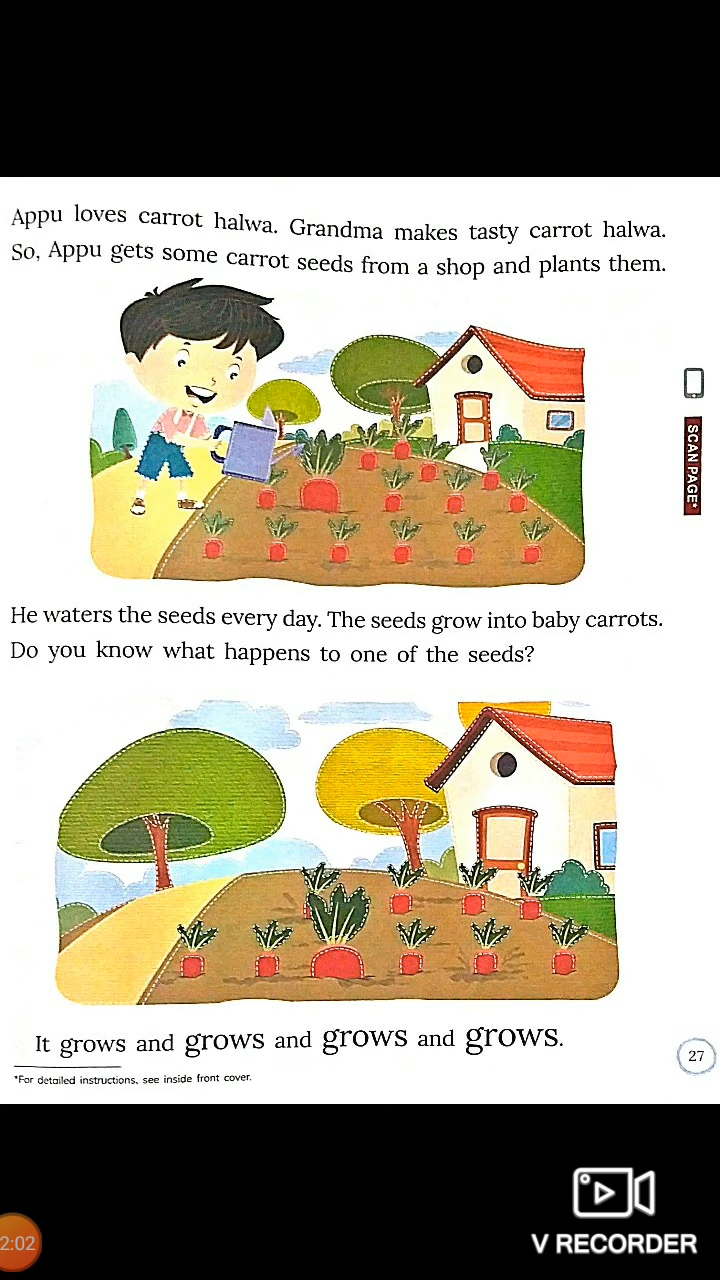 Appu loves carrot halwa. Grandma makes tasty carrot halwa.
So, Appu gets some carrot seeds from a shop and plants them.
SCAN PAGE*
He waters the seeds every day. The seeds grow into baby carrots.
Do you know what happens to one of the seeds?
It grows and grows and grows and grows.
27
*For detailed instructions, see inside front cover.
2:02
V RECORDER